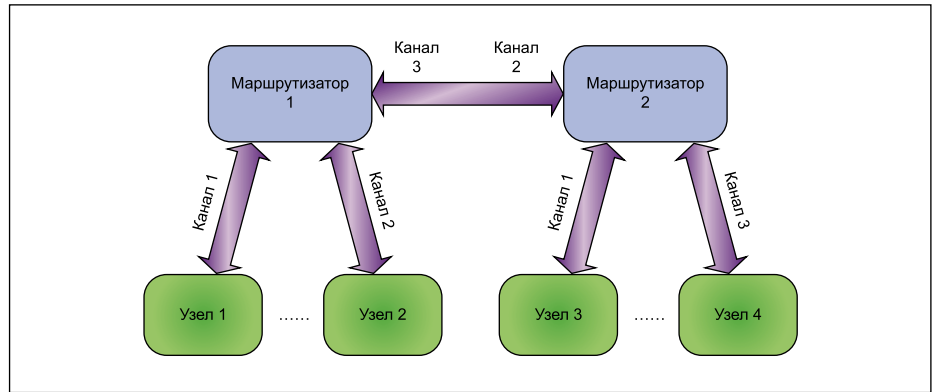 Канал
3
Канал
2
Маршрутизатор
1
Маршрутизатор
2
Канал 1
Канал 2
Канал 1
Канал 3
Узел 1
......
Узел 2
Узел 3
......
Узел 4